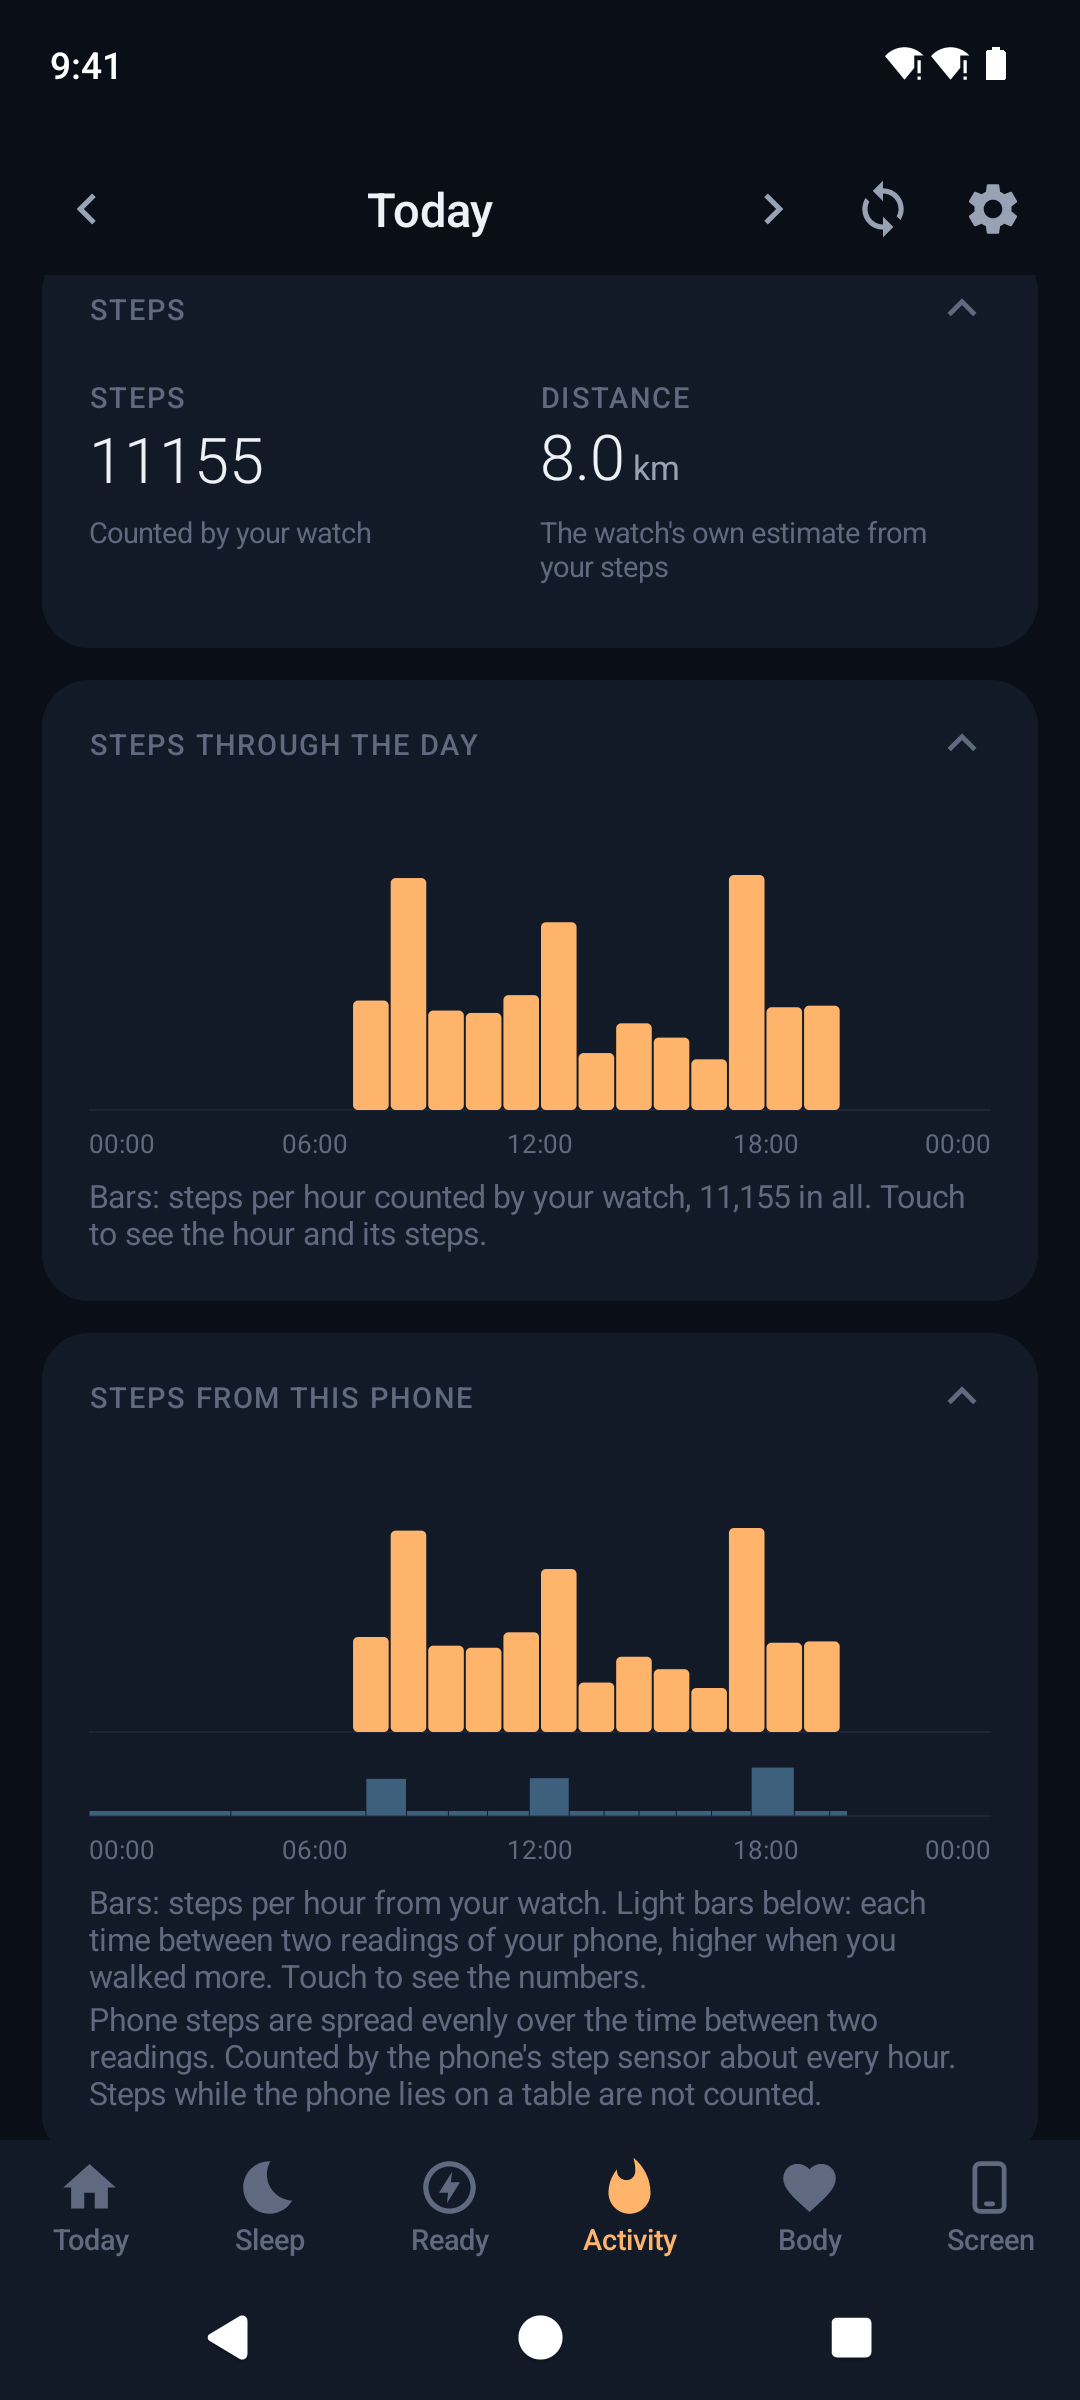 9:41
Today
STEPS
STEPS
11155
Counted by your watch
DISTANCE
8.0 km
The watch's own estimate from
your steps
STEPS THROUGH THE DAY
00:00 06:00 12:00 18:00 00:00
Bars: steps per hour counted by your watch, 11,155 in all. Touch
to see the hour and its steps.
STEPS FROM THIS PHONE
00:00 06:00 12:00 18:00 00:00
Bars: steps per hour from your watch. Light bars below: each
time between two readings of your phone, higher when you
walked more. Touch to see the numbers.
Phone steps are spread evenly over the time between two
readings. Counted by the phone's step sensor about every hour.
Steps while the phone lies on a table are not counted.
Today Sleep Ready Activity Body Screen